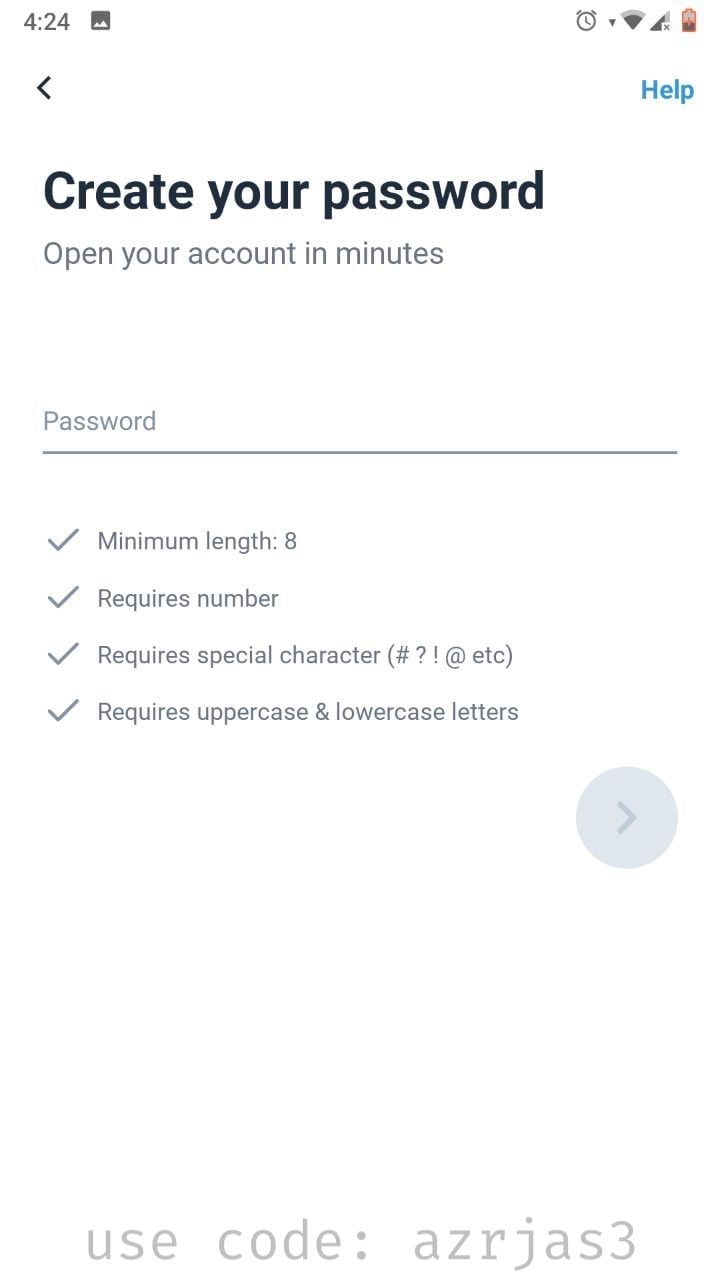 4:24
Help
Create your password
Open your account in minutes
Password
Minimum length: 8
Requires number
Requires special character (# ? ! @ etc)
Requires uppercase & lowercase letters
use code: azrjas3